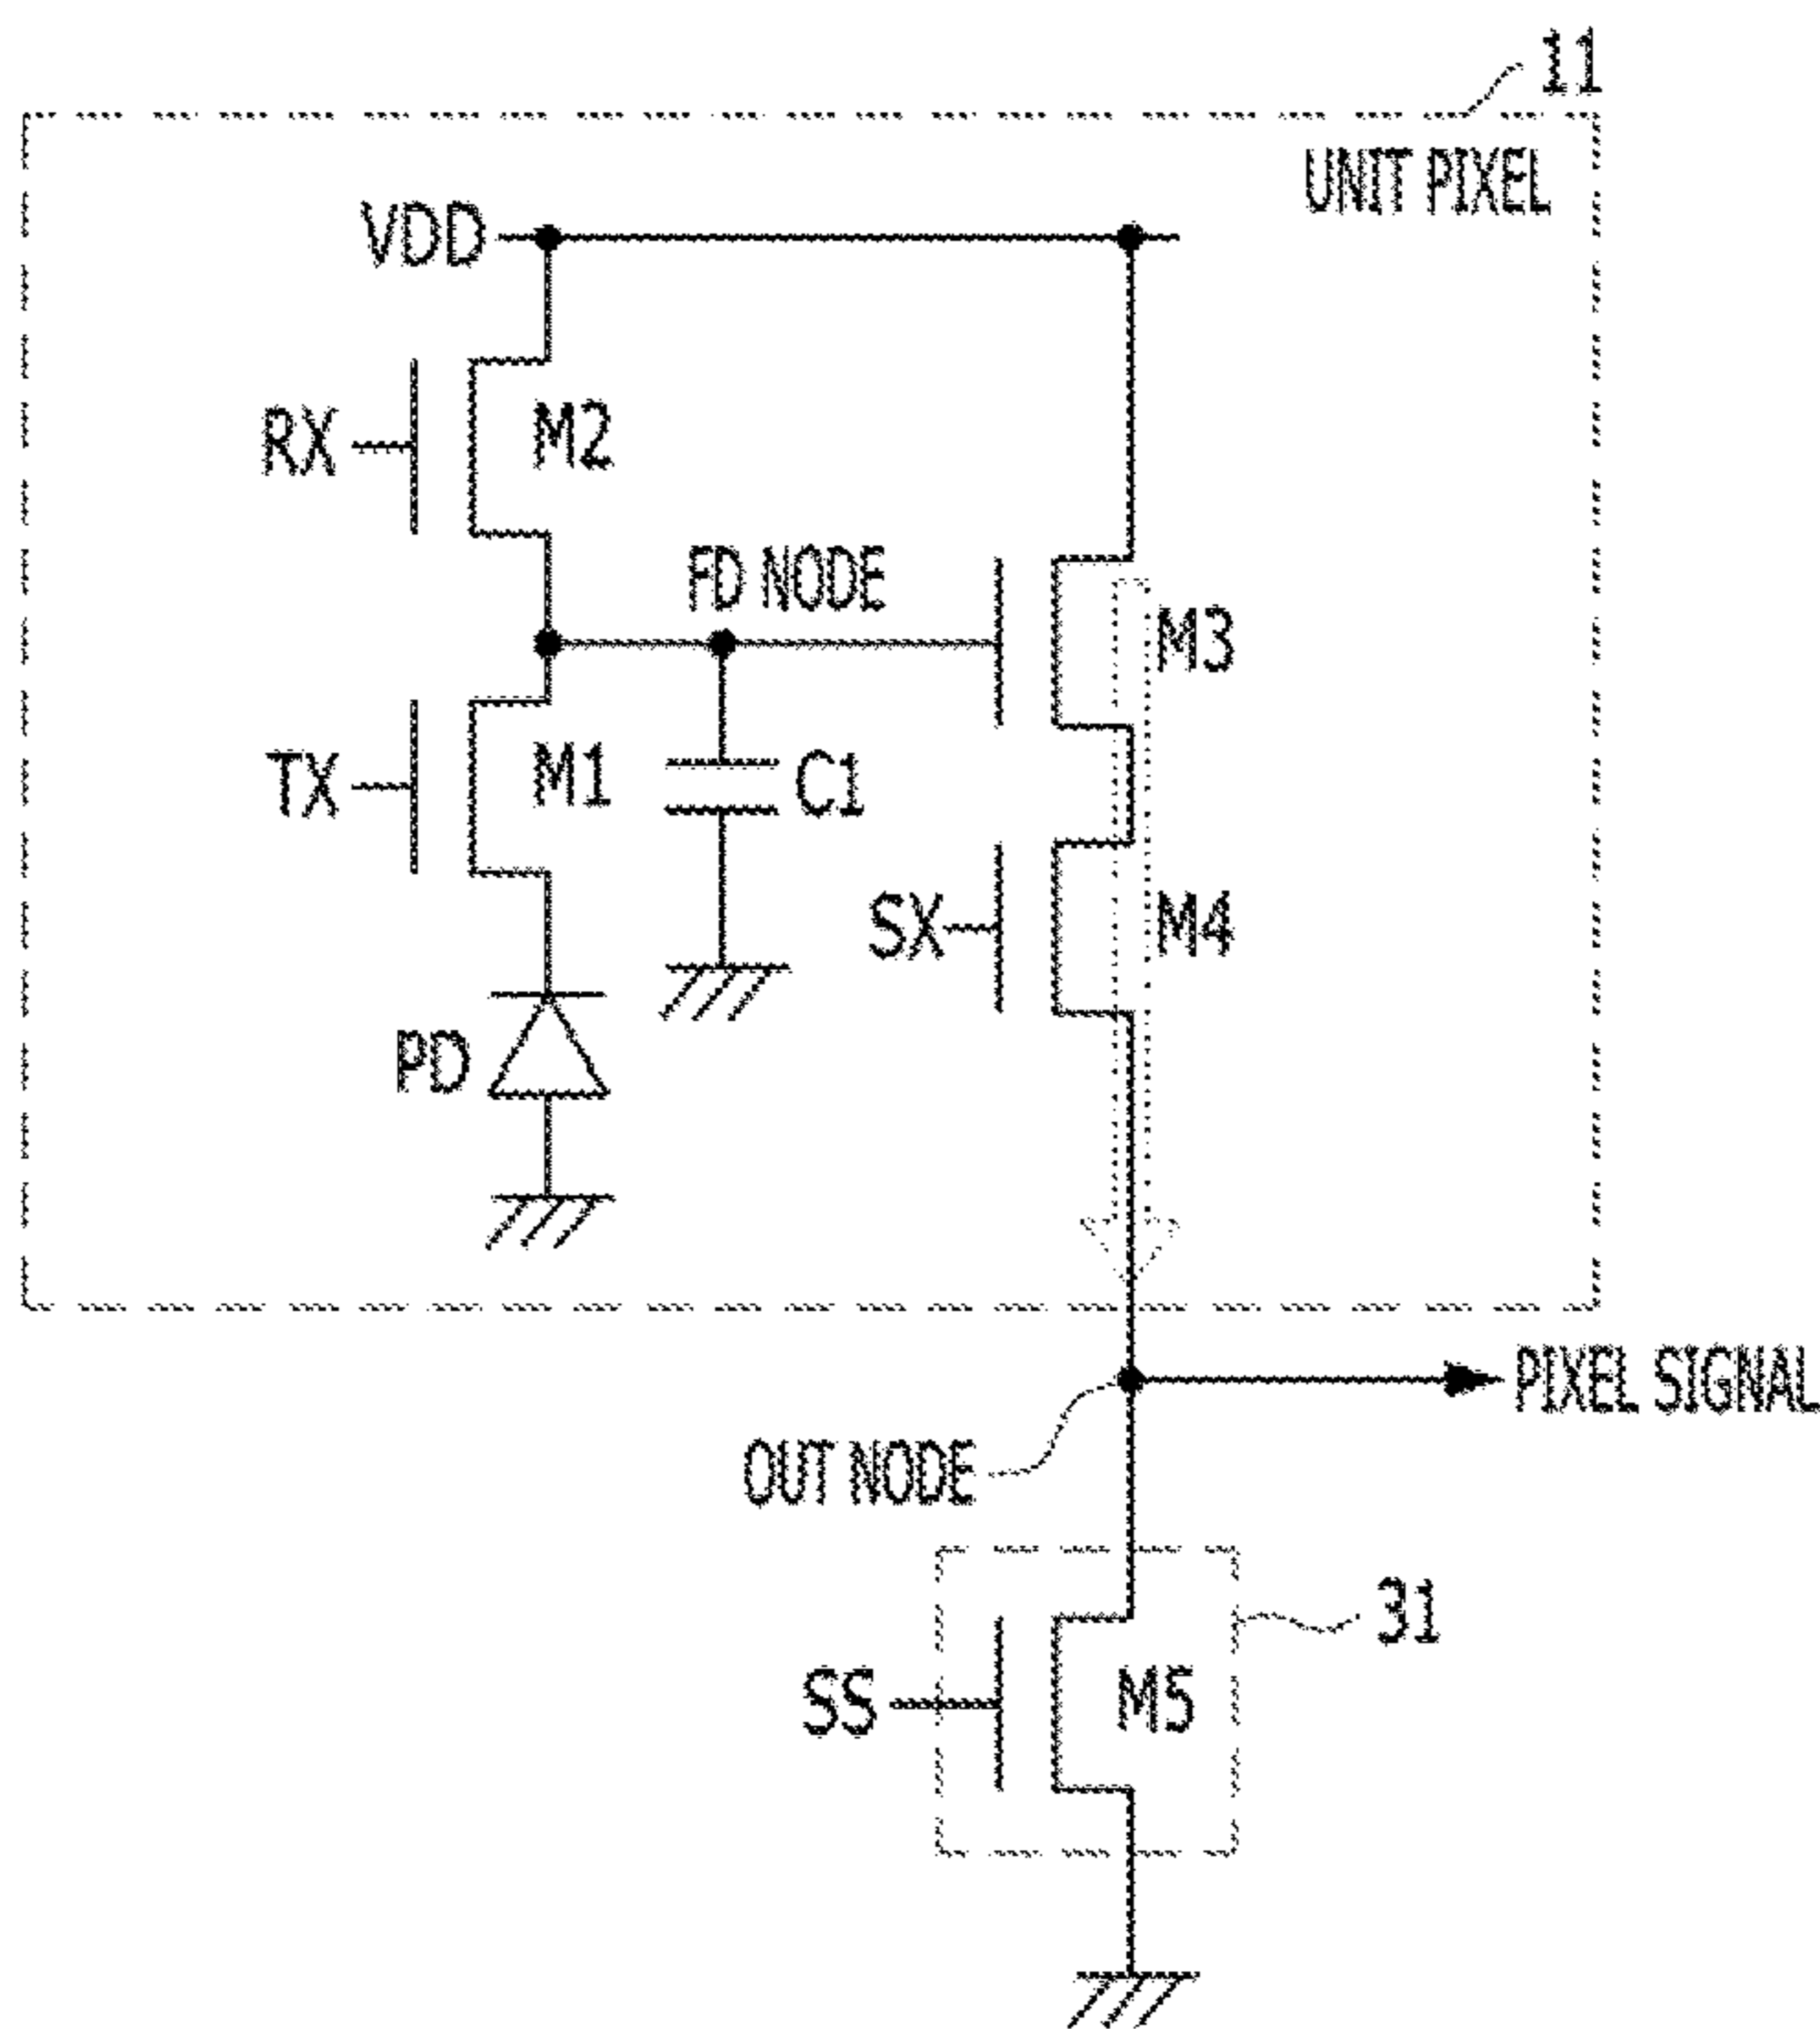 11
UNIT PIXEL
VDD
RX
M2
FD NODE
M3
TX
M1
C1
SX
M4
PD
PIXEL SIGNAL
OUT NODE
31
SS
M5